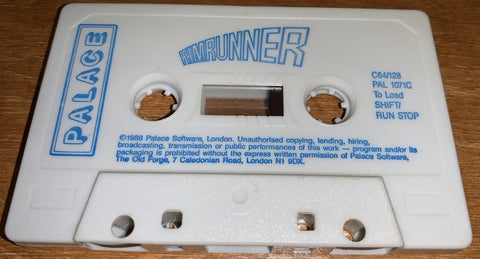 PALACE
RIMRUNNER
C64/128
PAL 1071C
To Load
SHIFT/
RUN STOP
©1988 Palace Software, London. Unauthorised copying, landing, hiring,
broadcasting, transmission or public performances of this work — program and/or its
packaging is prohibited without the express written permission of Palace Software,
The Old Forge, 7 Caledonian Road, London N1 9DX.